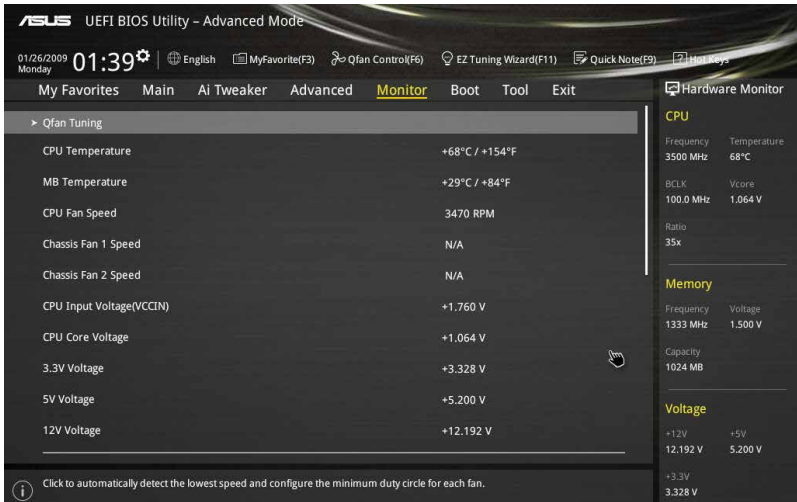 ASUS UEFI BIOS Utility – Advanced Mode
01/26/2009
Monday
01:39
English
MyFavorite(F3)
Qfan Control(F6)
EZ Tuning Wizard(F11)
Quick Note(F9)
Hot Keys
My Favorites Main Ai Tweaker Advanced Monitor Boot Tool Exit
Qfan Tuning
CPU Temperature +68°C / +154°F
MB Temperature +29°C / +84°F
CPU Fan Speed 3470 RPM
Chassis Fan 1 Speed N/A
Chassis Fan 2 Speed N/A
CPU Input Voltage(VCCIN) +1.760 V
CPU Core Voltage +1.064 V
3.3V Voltage +3.328 V
5V Voltage +5.200 V
12V Voltage +12.192 V
Click to automatically detect the lowest speed and configure the minimum duty circle for each fan.
Hardware Monitor
CPU
Frequency Temperature
3500 MHz 68°C
BCLK Vcore
100.0 MHz 1.064 V
Ratio
35x
Memory
Frequency Voltage
1333 MHz 1.500 V
Capacity
1024 MB
Voltage
+12V +5V
12.192 V 5.200 V
+3.3V
3.328 V